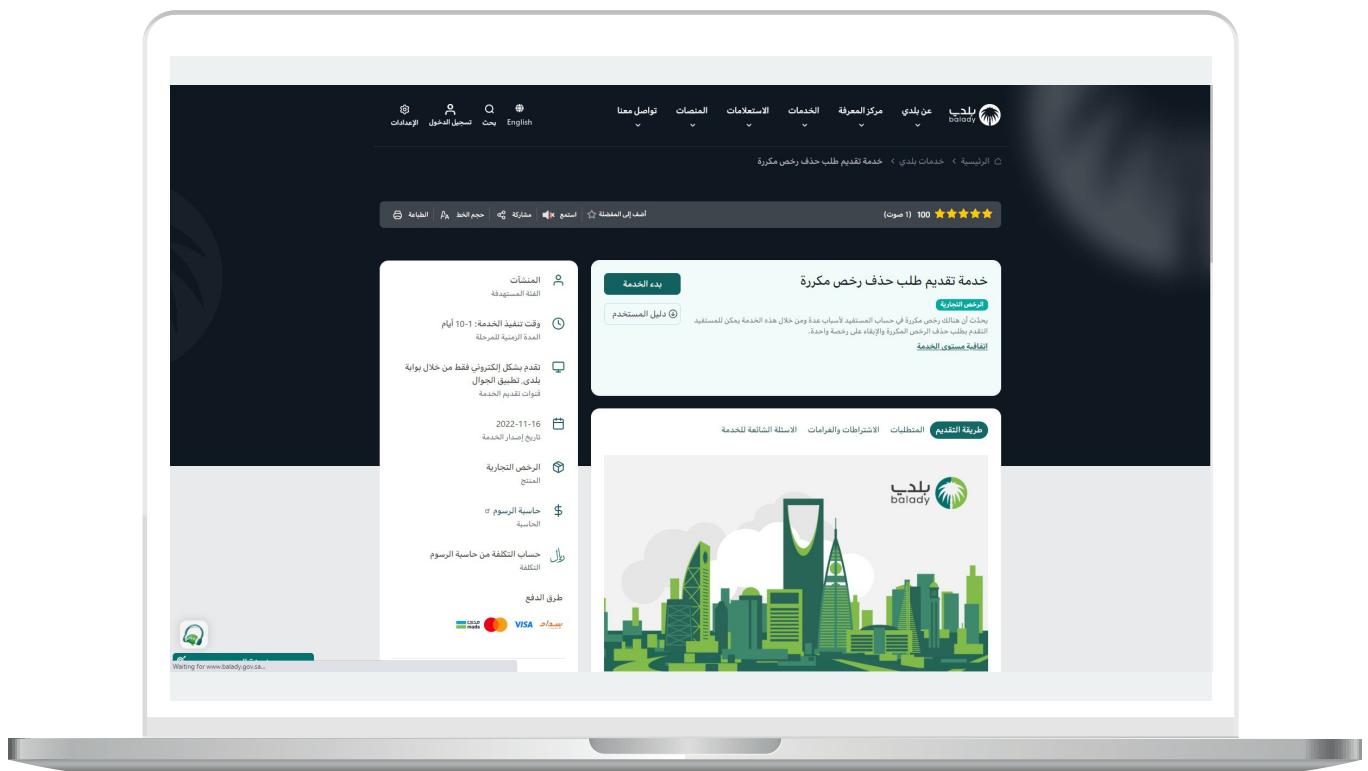 بلدي
balady
عن بلدي
مركز المعرفة
الخدمات
الاستعلامات
المنصات
تواصل معنا
English
بحث
تسجيل الدخول
الإعدادات
الرئيسية > خدمات بلدي > خدمة تقديم طلب حذف رخص مكررة
100 (1 صوت)
أضف إلى المفضلة
استمع
مشاركة
حجم الخط
الطباعة
خدمة تقديم طلب حذف رخص مكررة
بدء الخدمة
الرخص التجارية
دليل المستخدم
يحدث أن هنالك رخص مكررة في حساب المستفيد لأسباب عدة ومن خلال هذه الخدمة يمكن للمستفيد
التقدم بطلب حذف الرخص المكررة والإبقاء على رخصة واحدة.
اتفاقية مستوى الخدمة
طريقة التقديم
المتطلبات
الاشتراطات والغرامات
الاسئلة الشائعة للخدمة
بلدي
balady
المنشآت
الفئة المستهدفة
وقت تنفيذ الخدمة: 1-10 أيام
المدة الزمنية للمرحلة
تقدم بشكل إلكتروني فقط من خلال بوابة
بلدي, تطبيق الجوال
قنوات تقديم الخدمة
2022-11-16
تاريخ إصدار الخدمة
الرخص التجارية
المنتج
حاسبة الرسوم
الحاسبة
حساب التكلفة من حاسبة الرسوم
التكلفة
طرق الدفع
سداد
VISA
mada
Waiting for www.balady.gov.sa...